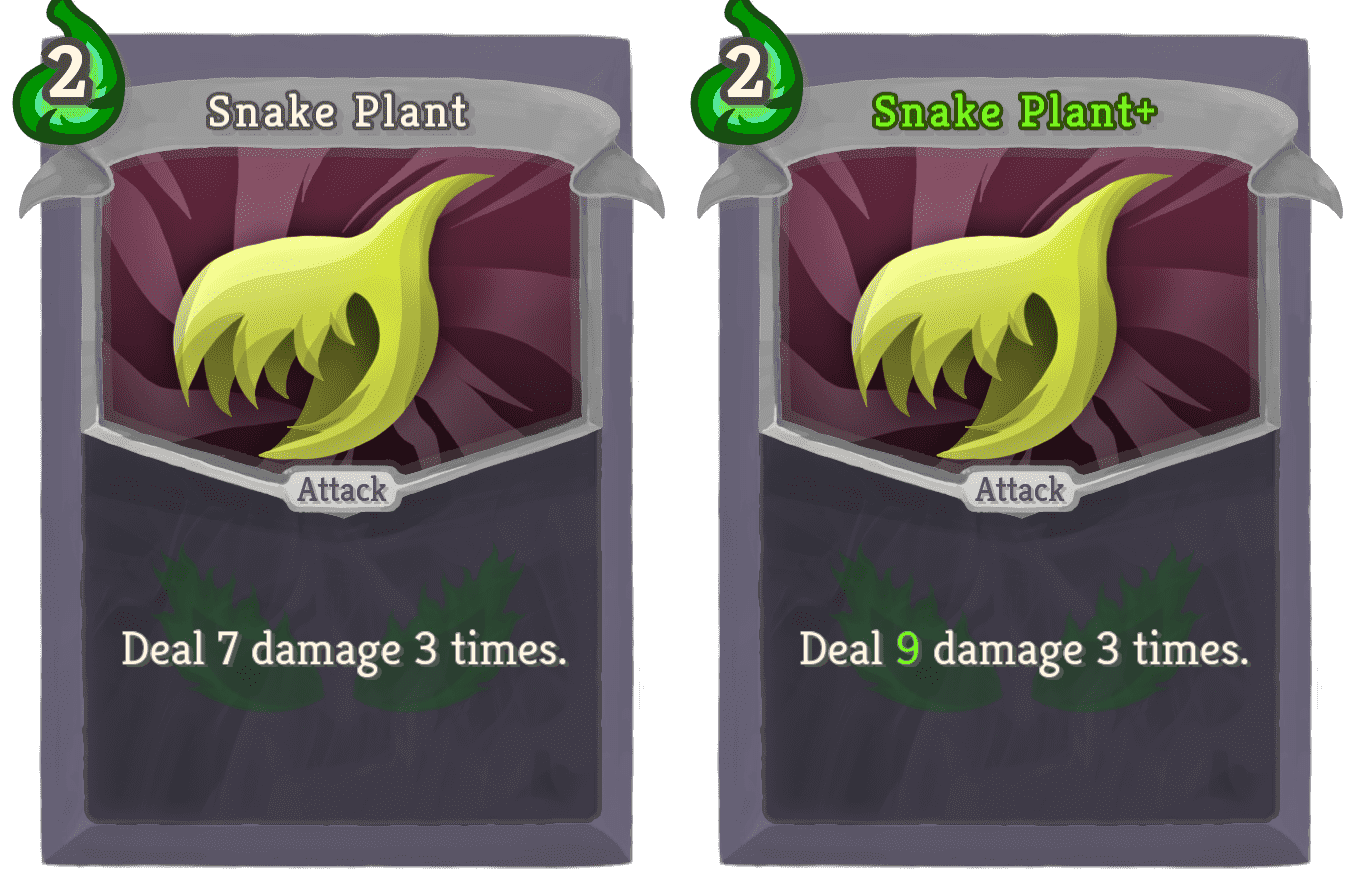 2
Snake Plant
Attack
Deal 7 damage 3 times.
2
Snake Plant+
Attack
Deal 9 damage 3 times.